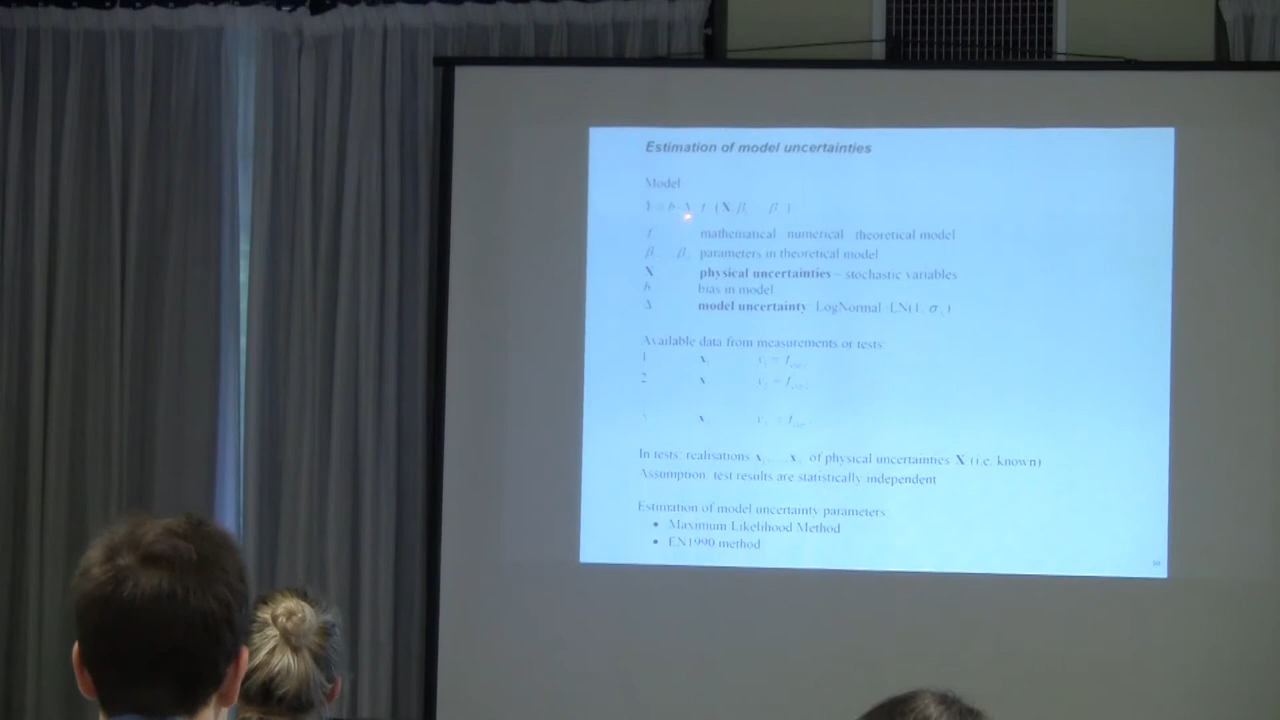 Estimation of model uncertainties
Model
f mathematical numerical theoretical model
β β parameters in theoretical model
X physical uncertainties – stochastic variables
b bias in model
Δ model uncertainty LogNormal LN(1, σ )
Available data from measurements or tests:
1 x
2 x
x
In tests: realisations x ... x of physical uncertainties X (i.e. known)
Assumption: test results are statistically independent
Estimation of model uncertainty parameters:
• Maximum Likelihood Method
• EN1990 method